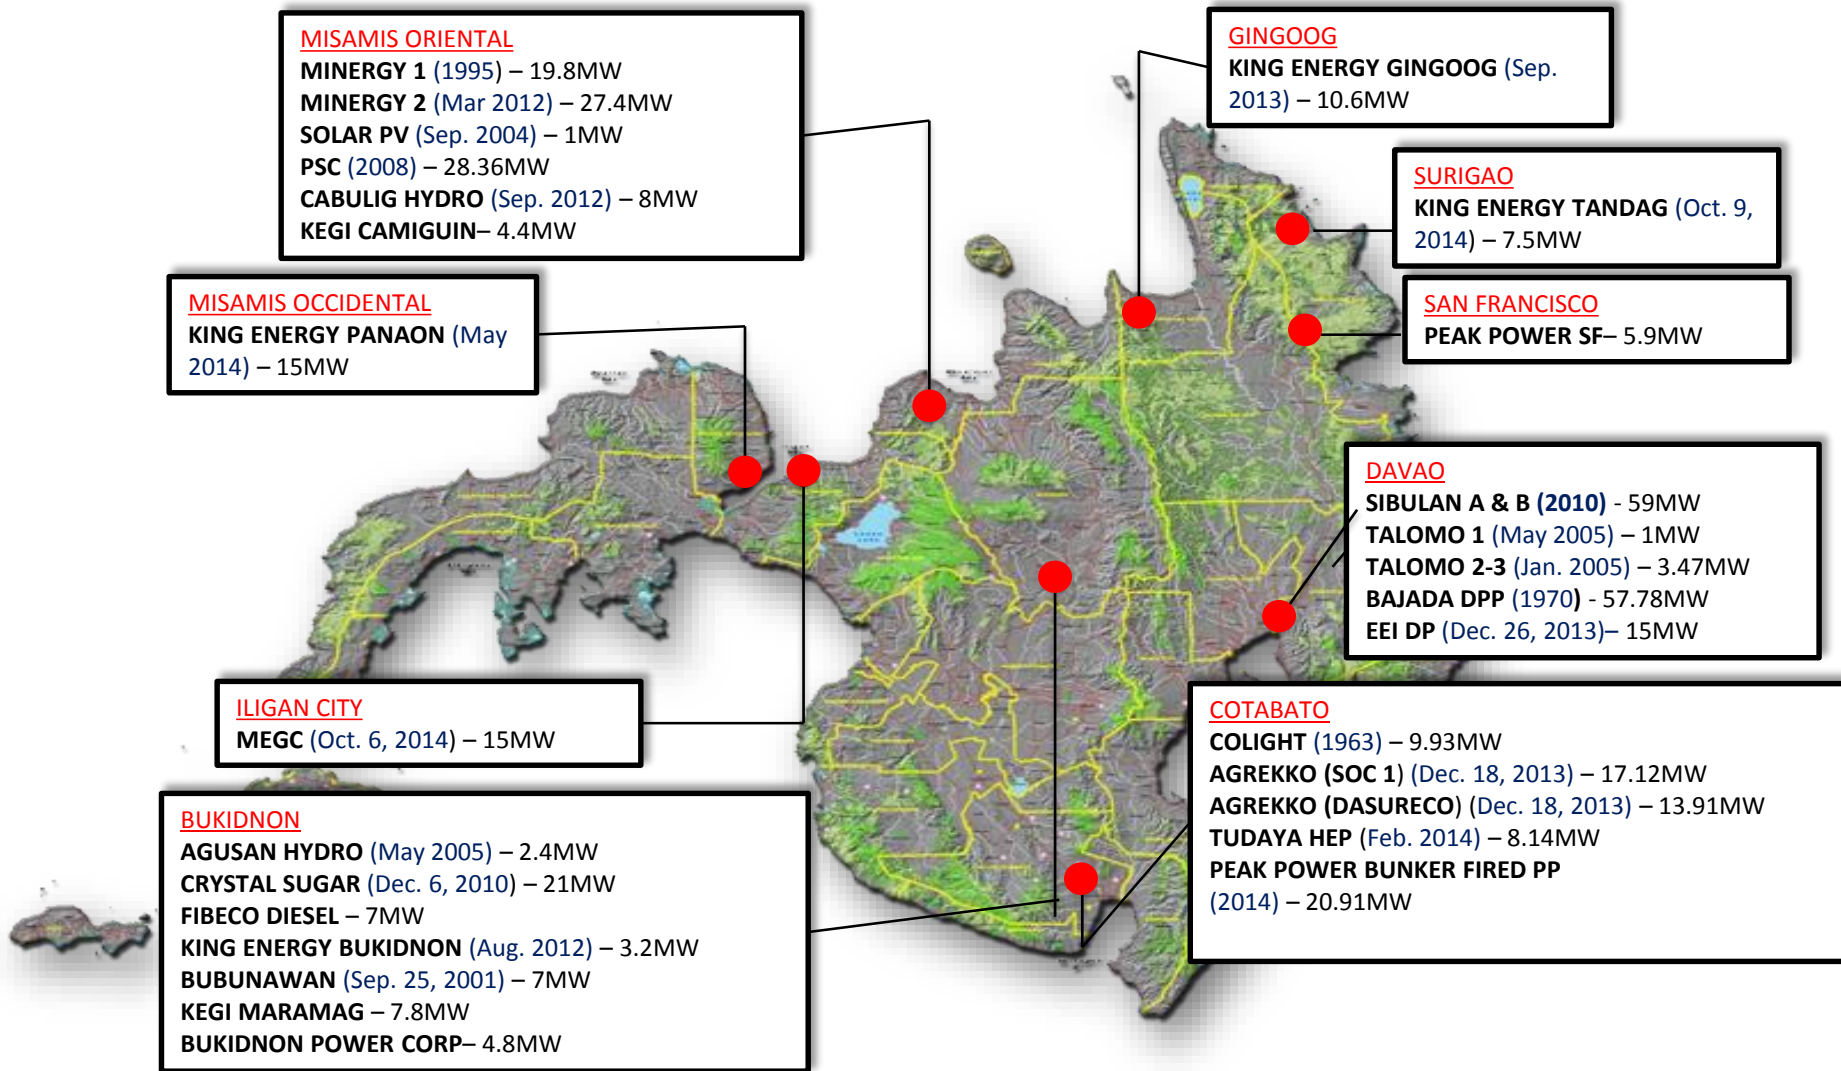 MISAMIS ORIENTAL
MINERGY 1 (1995) – 19.8MW
MINERGY 2 (Mar 2012) – 27.4MW
SOLAR PV (Sep. 2004) – 1MW
PSC (2008) – 28.36MW
CABULIG HYDRO (Sep. 2012) – 8MW
KEGI CAMIGUIN– 4.4MW
GINGOOG
KING ENERGY GINGOOG (Sep.
2013) – 10.6MW
SURIGAO
KING ENERGY TANDAG (Oct. 9,
2014) – 7.5MW
MISAMIS OCCIDENTAL
KING ENERGY PANAON (May
2014) – 15MW
SAN FRANCISCO
PEAK POWER SF– 5.9MW
DAVAO
SIBULAN A & B (2010) - 59MW
TALOMO 1 (May 2005) – 1MW
TALOMO 2-3 (Jan. 2005) – 3.47MW
BAJADA DPP (1970) - 57.78MW
EEI DP (Dec. 26, 2013)– 15MW
ILIGAN CITY
MEGC (Oct. 6, 2014) – 15MW
COTABATO
COLIGHT (1963) – 9.93MW
AGREKKO (SOC 1) (Dec. 18, 2013) – 17.12MW
AGREKKO (DASURECO) (Dec. 18, 2013) – 13.91MW
TUDAYA HEP (Feb. 2014) – 8.14MW
PEAK POWER BUNKER FIRED PP
(2014) – 20.91MW
BUKIDNON
AGUSAN HYDRO (May 2005) – 2.4MW
CRYSTAL SUGAR (Dec. 6, 2010) – 21MW
FIBECO DIESEL – 7MW
KING ENERGY BUKIDNON (Aug. 2012) – 3.2MW
BUBUNAWAN (Sep. 25, 2001) – 7MW
KEGI MARAMAG – 7.8MW
BUKIDNON POWER CORP– 4.8MW